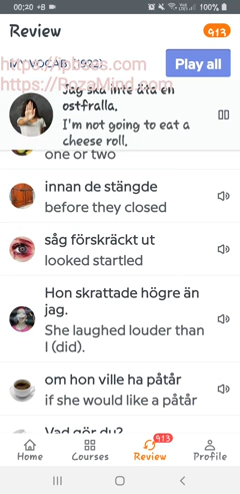 00:20 +B
100%
Review
913
MY VOCAB (1922)
Play all
https://RozaMind.com
Jag ska inte äta en
ostfralla.
I'm not going to eat a
cheese roll.
one or two
innan de stängde
before they closed
såg förskräckt ut
looked startled
Hon skrattade högre än
jag.
She laughed louder than
I (did).
om hon ville ha påtår
if she would like a påtår
Vad gör du?
913
Home
Courses
Review
Profile